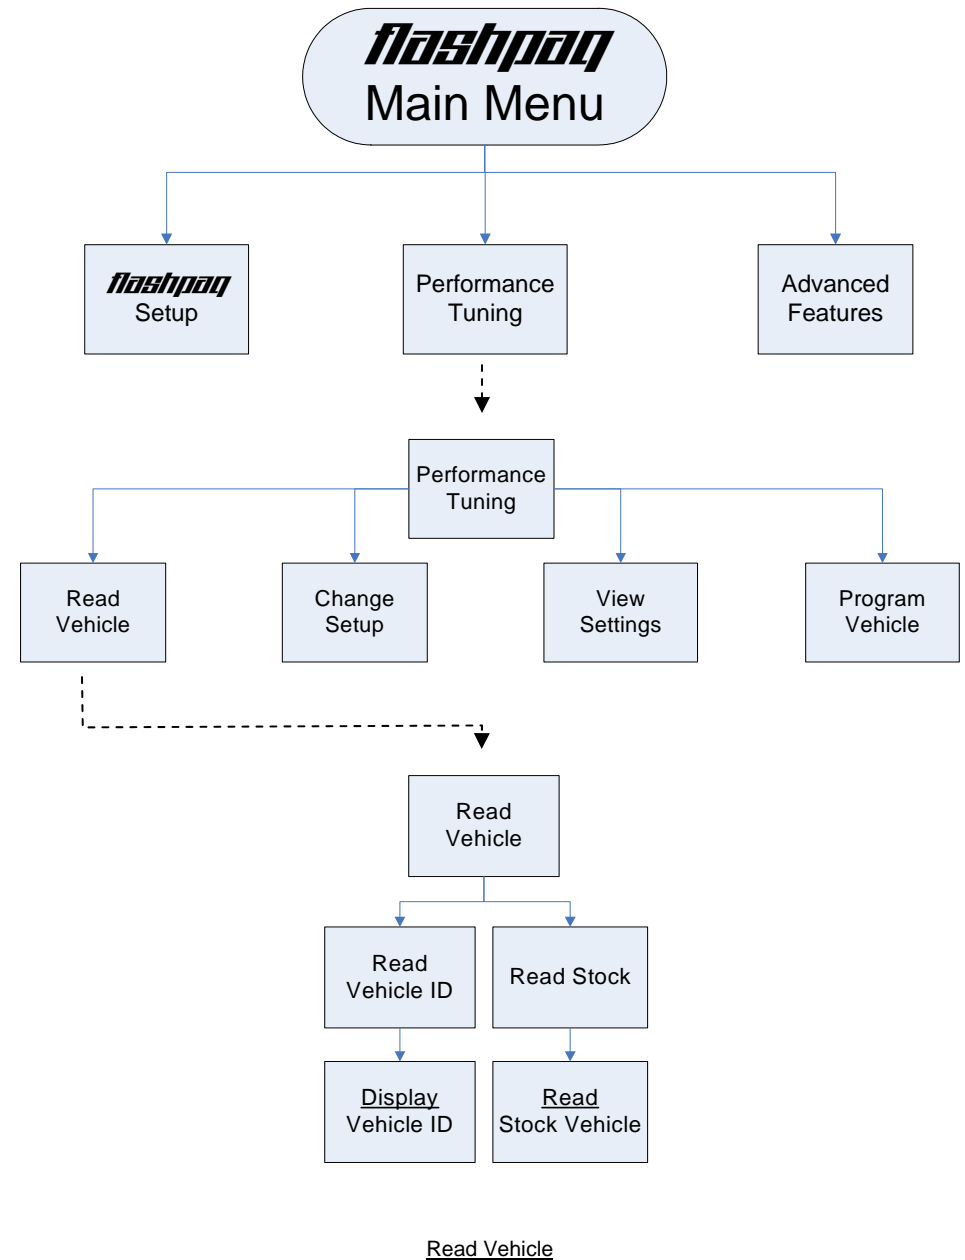 flashpaq
Main Menu
flashpaq
Setup
Performance
Tuning
Advanced
Features
Performance
Tuning
Read
Vehicle
Change
Setup
View
Settings
Program
Vehicle
Read
Vehicle
Read
Vehicle ID
Read Stock
Display
Vehicle ID
Read
Stock Vehicle
Read Vehicle